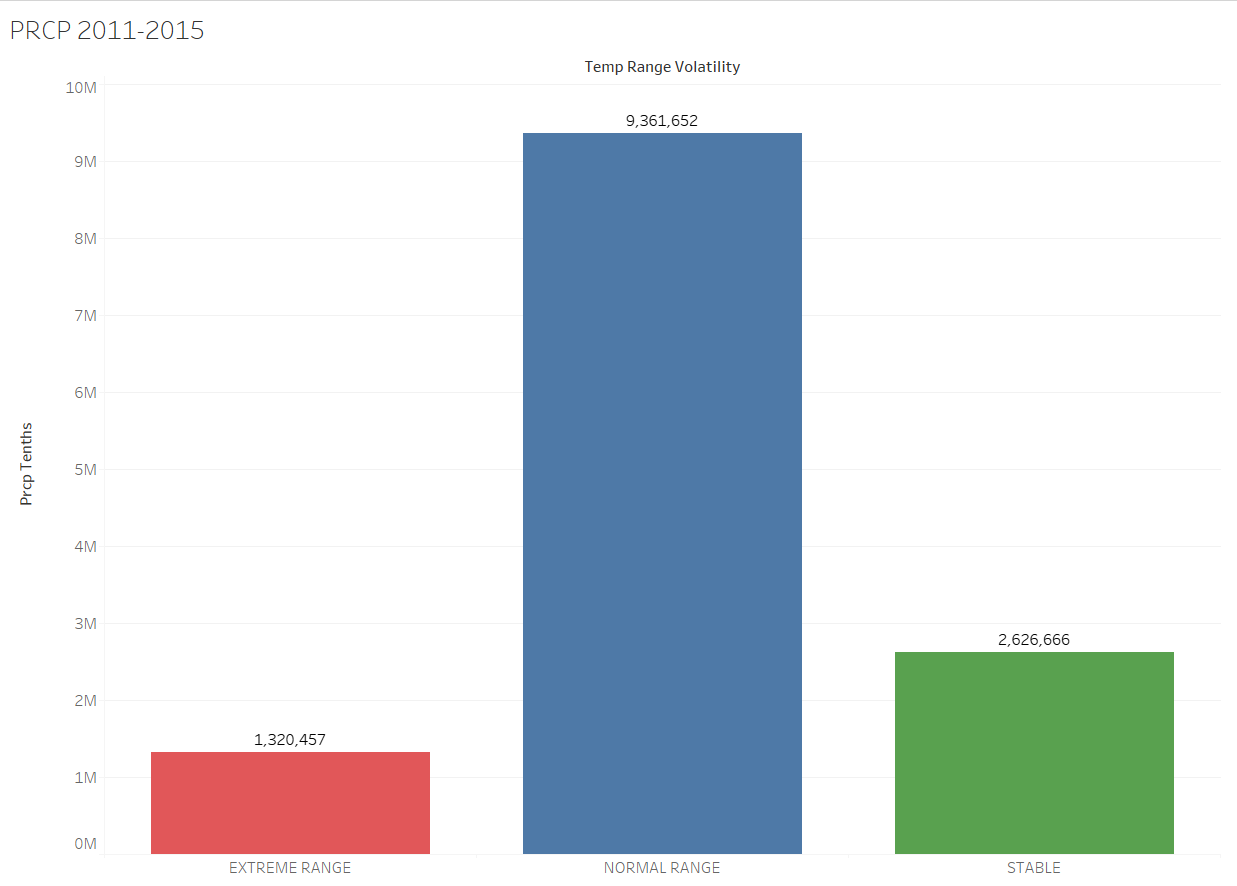 PRCP 2011-2015
Temp Range Volatility
10M
9M
8M
7M
6M
5M
4M
3M
2M
1M
0M
Prcp Tenths
9,361,652
2,626,666
1,320,457
EXTREME RANGE
NORMAL RANGE
STABLE